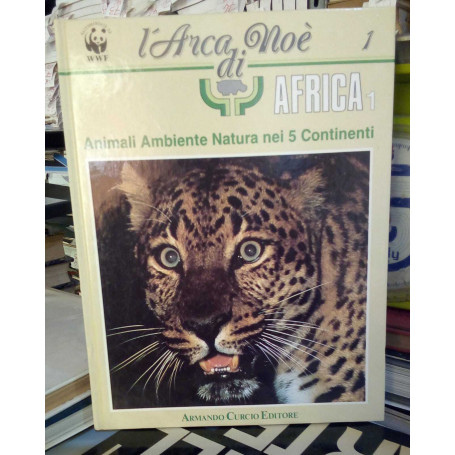 WWF
l'Arca di Noè
1
AFRICA 1
Animali Ambiente Natura nei 5 Continenti
ARMANDO CURCIO EDITORE